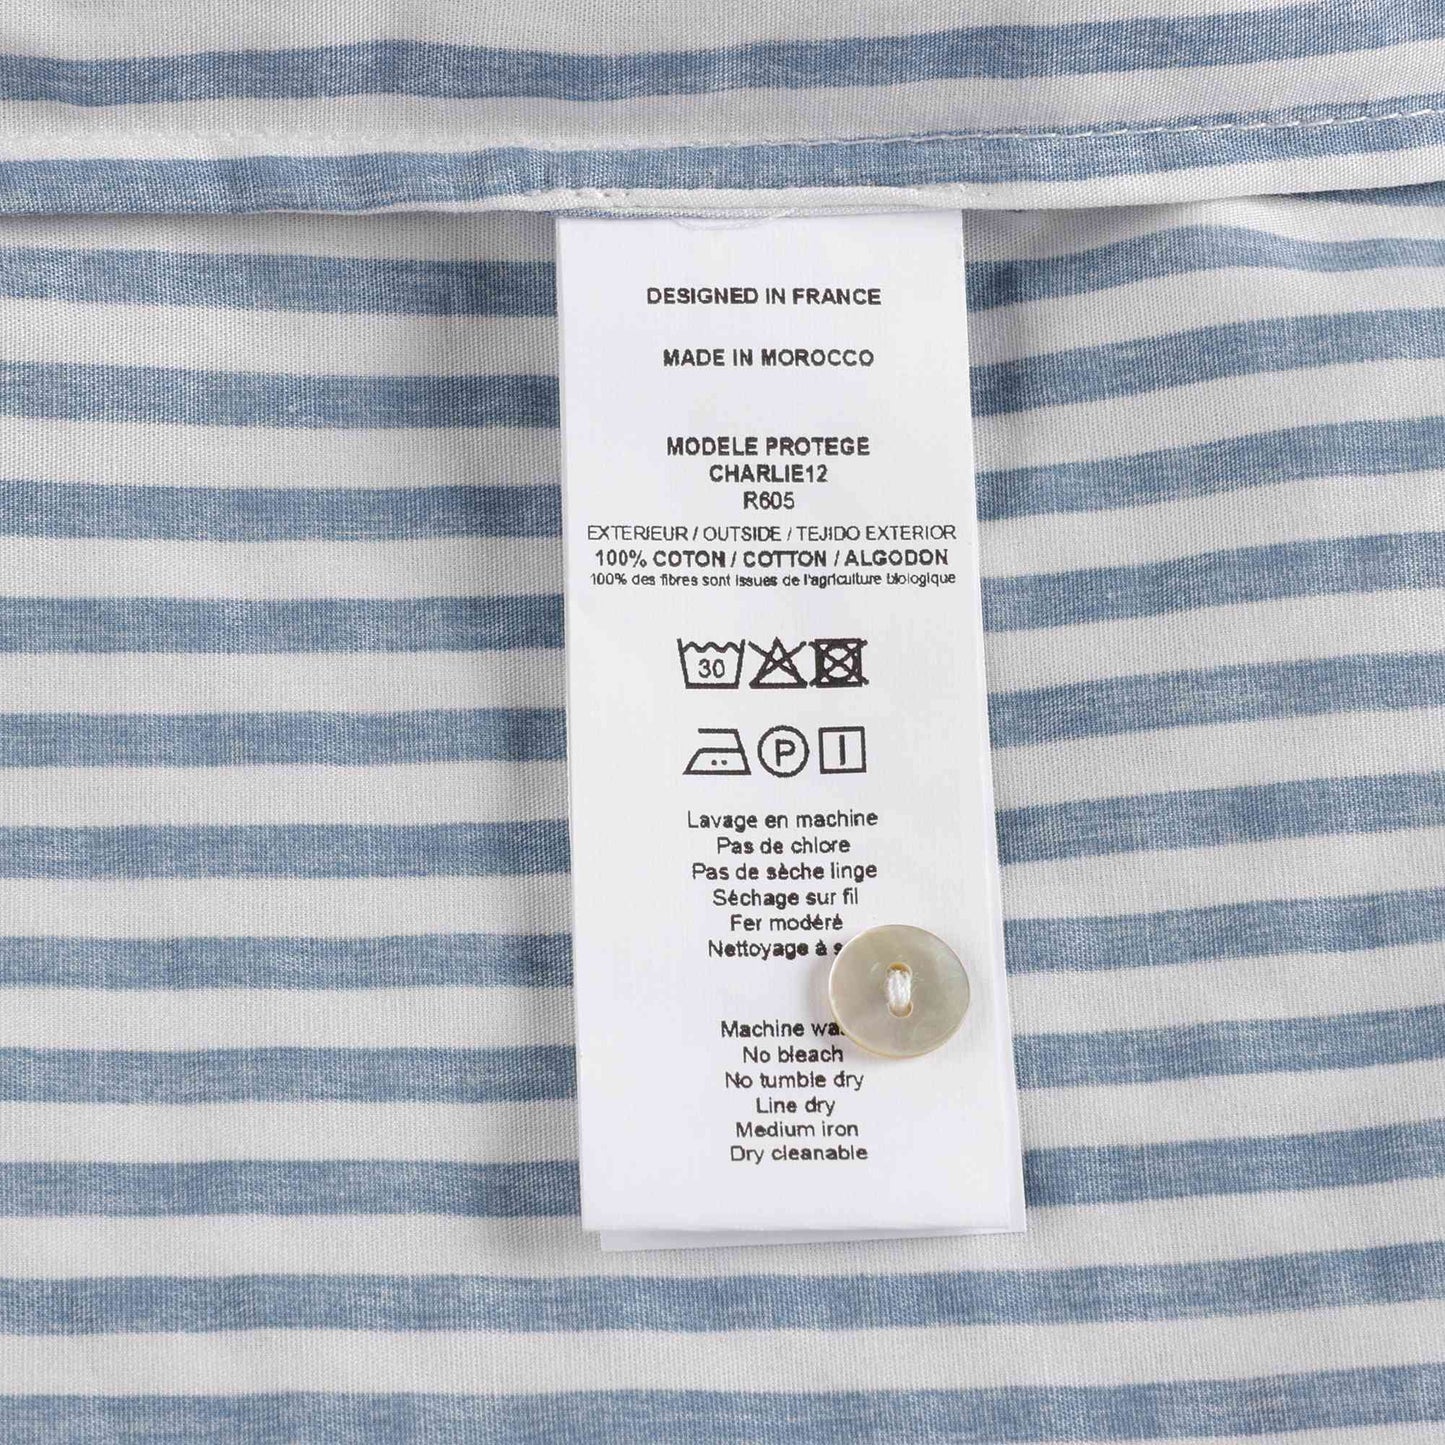 DESIGNED IN FRANCE
MADE IN MOROCCO
MODELE PROTEGE
CHARLIE12
R605
EXTERIEUR / OUTSIDE / TEJIDO EXTERIOR
100% COTON / COTTON / ALGODON
100% des fibres sont issues de l'agriculture biologique
30
P
Lavage en machine
Pas de chlore
Pas de sèche linge
Séchage sur fil
Fer modéré
Nettoyage à
Machine
No bleach
No tumble dry
Line dry
Medium iron
Dry cleanable